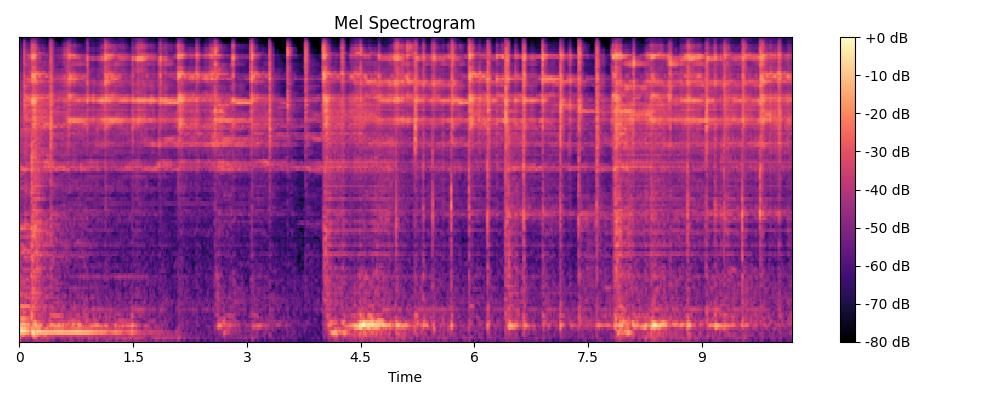 Mel Spectrogram
+0 dB
-10 dB
-20 dB
-30 dB
-40 dB
-50 dB
-60 dB
-70 dB
-80 dB
0 1.5 3 4.5 6 7.5 9
Time